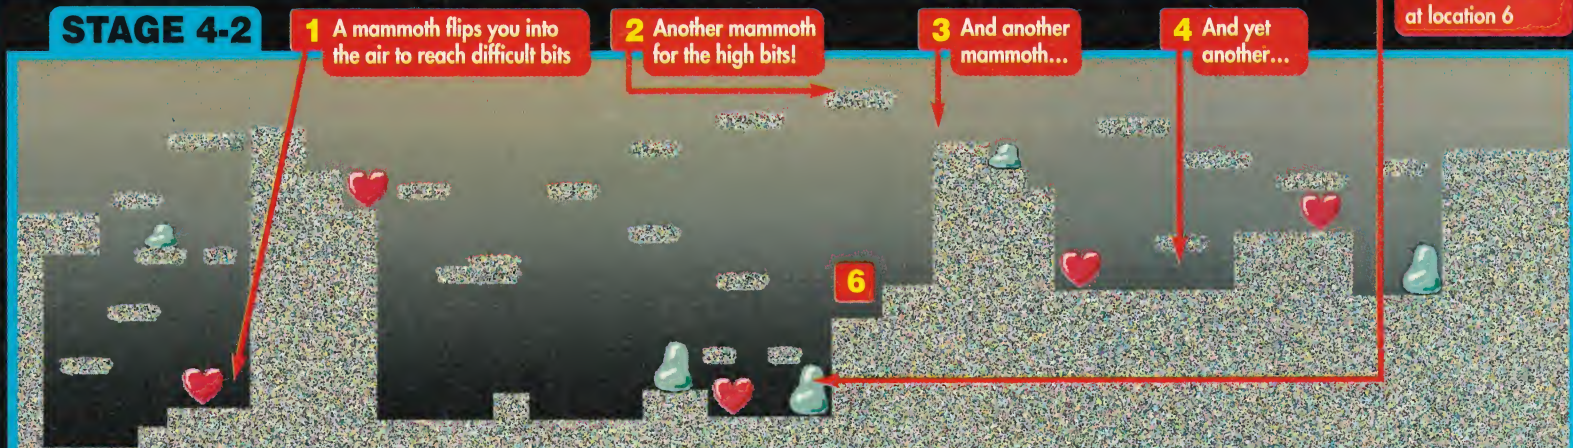 STAGE 4-2
1 A mammoth flips you into
the air to reach difficult bits
2 Another mammoth
for the high bits!
3 And another
mammoth...
4 And yet
another...
at location 6
6